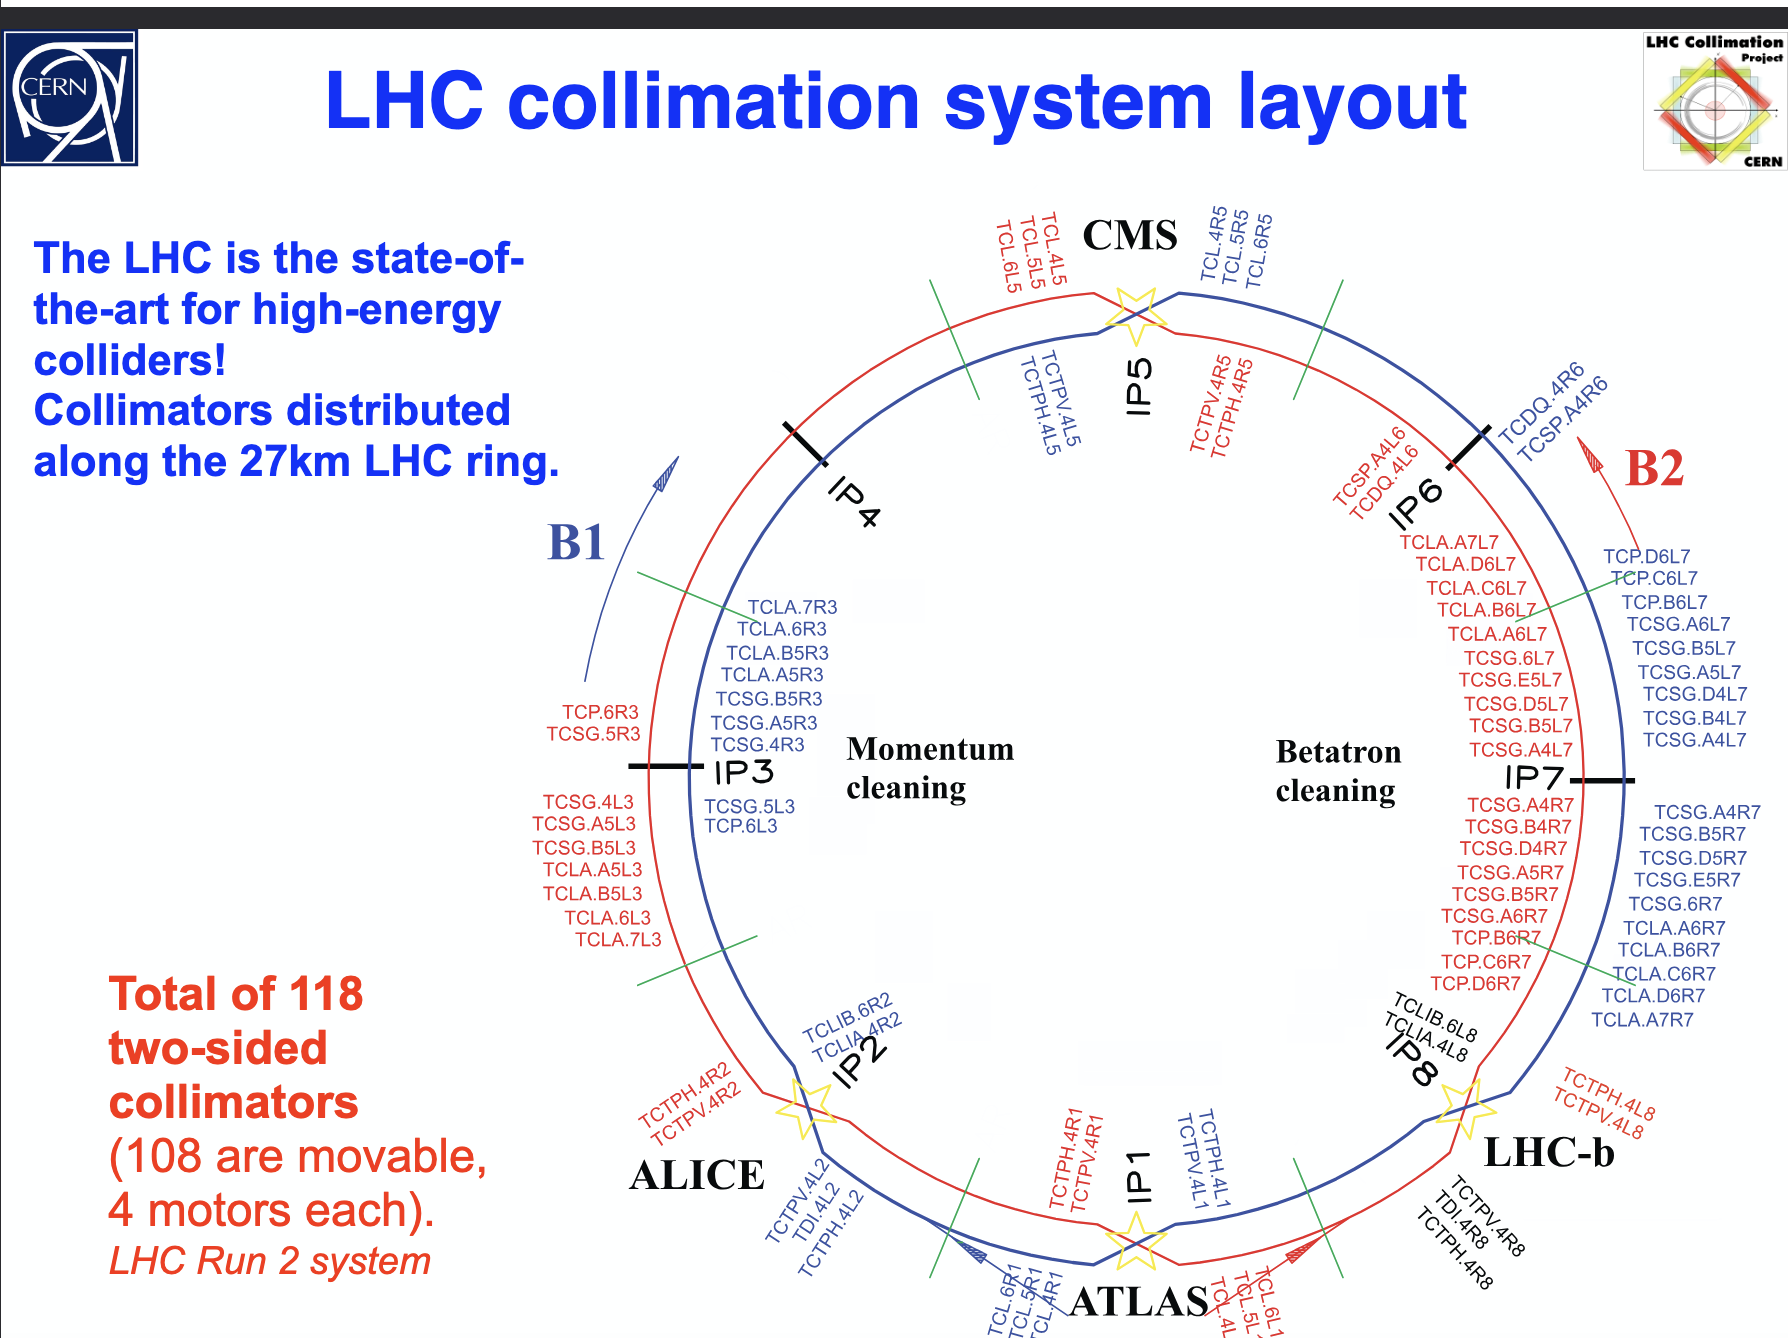 CERN
LHC collimation system layout
LHC Collimation
Project
CERN
The LHC is the state-of-
the-art for high-energy
colliders!
Collimators distributed
along the 27km LHC ring.
TCL.6L5
TCL.5L5
TCL.4L5
CMS
TCL.4R5
TCL.5R5
TCL.6R5
TCTPH.4L5
TCTPV.4L5
IP5
TCTPV.4R5
TCTPH.4R5
TCDQ.4R6
TCSP.A4R6
TCSP.A4L6
TCDQ.4L6
IP6
B2
IP4
B1
TCLA.A7L7
TCLA.D6L7
TCLA.C6L7
TCLA.B6L7
TCLA.A6L7
TCSG.6L7
TCSG.E5L7
TCSG.D5L7
TCSG.B5L7
TCSG.A4L7
TCP.D6L7
TCP.C6L7
TCP.B6L7
TCSG.A6L7
TCSG.B5L7
TCSG.A5L7
TCSG.D4L7
TCSG.B4L7
TCSG.A4L7
TCLA.7R3
TCLA.6R3
TCLA.B5R3
TCLA.A5R3
TCSG.B5R3
TCSG.A5R3
TCSG.4R3
TCP.6R3
TCSG.5R3
IP3
Momentum
cleaning
Betatron
cleaning
IP7
TCSG.5L3
TCP.6L3
TCSG.4L3
TCSG.A5L3
TCSG.B5L3
TCLA.A5L3
TCLA.B5L3
TCLA.6L3
TCLA.7L3
TCSG.A4R7
TCSG.B4R7
TCSG.D4R7
TCSG.A5R7
TCSG.B5R7
TCSG.A6R7
TCP.B6R7
TCP.C6R7
TCP.D6R7
TCSG.A4R7
TCSG.B5R7
TCSG.D5R7
TCSG.E5R7
TCSG.6R7
TCLA.A6R7
TCLA.B6R7
TCLA.C6R7
TCLA.D6R7
TCLA.A7R7
Total of 118
two-sided
collimators
(108 are movable,
4 motors each).
LHC Run 2 system
TCLIB.6R2
TCLIA.4R2
IP2
TCTPH.4R2
TCTPV.4R2
ALICE
TCTPV.4L2
TDI.4L2
TCTPH.4L2
TCLIB.6L8
TCLIA.4L8
IP8
TCTPH.4L8
TCTPV.4L8
LHC-b
TCTPV.4R8
TDI.4R8
TCTPH.4R8
TCTPH.4R1
TCTPV.4R1
IP1
TCTPH.4L1
TCTPV.4L1
ATLAS
TCL.6R1
TCL.5R1
TCL.4R1
TCL.4L
TCL.5L
TCL.6L1